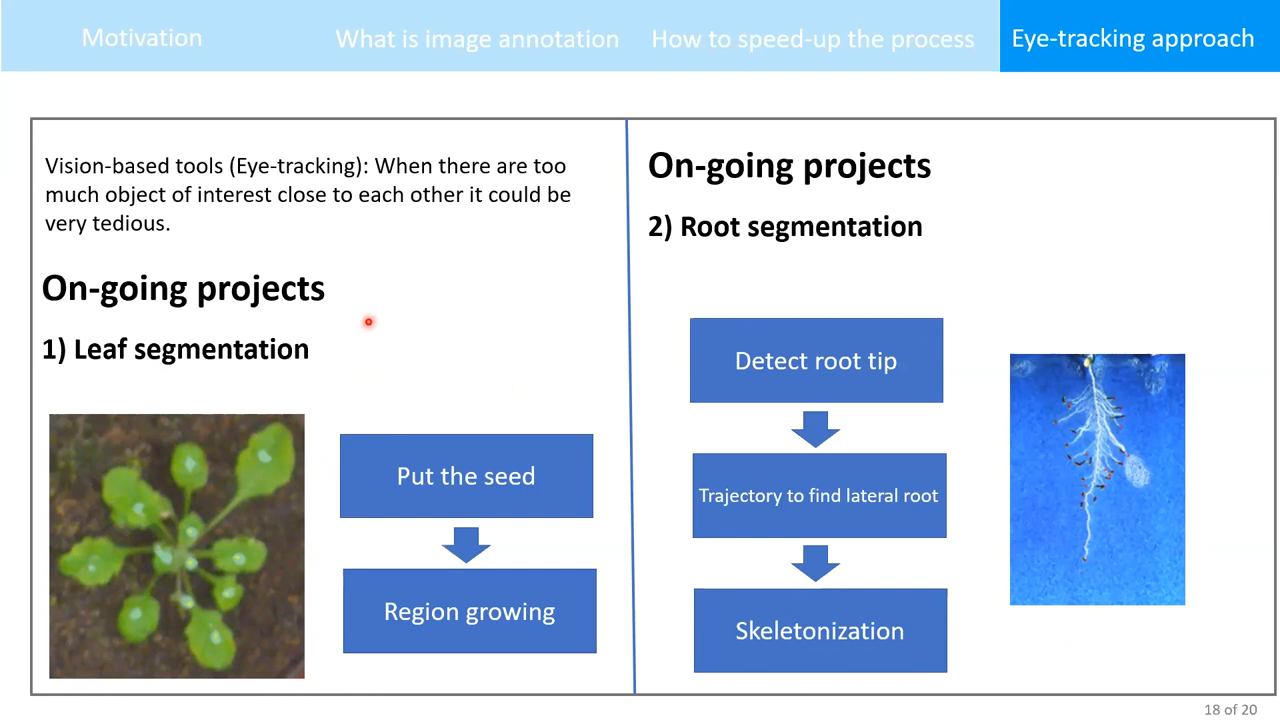 Motivation
What is image annotation
How to speed-up the process
Eye-tracking approach
Vision-based tools (Eye-tracking): When there are too
much object of interest close to each other it could be
very tedious.
On-going projects
1) Leaf segmentation
Put the seed
Region growing
On-going projects
2) Root segmentation
Detect root tip
Trajectory to find lateral root
Skeletonization
18 of 20